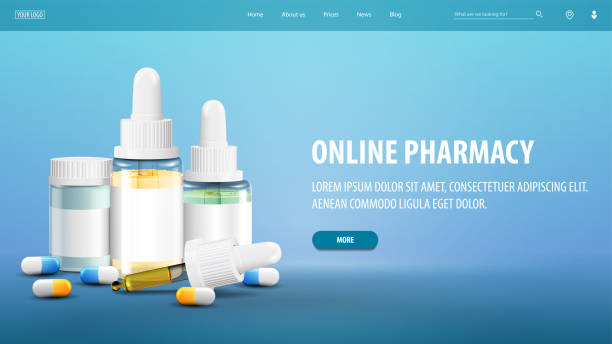 YOUR LOGO
Home About us Prices News Blog What are we looking for?
ONLINE PHARMACY
LOREM IPSUM DOLOR SIT AMET, CONSECTETUER ADIPISCING ELIT.
AENEAN COMMODO LIGULA EGET DOLOR.
MORE